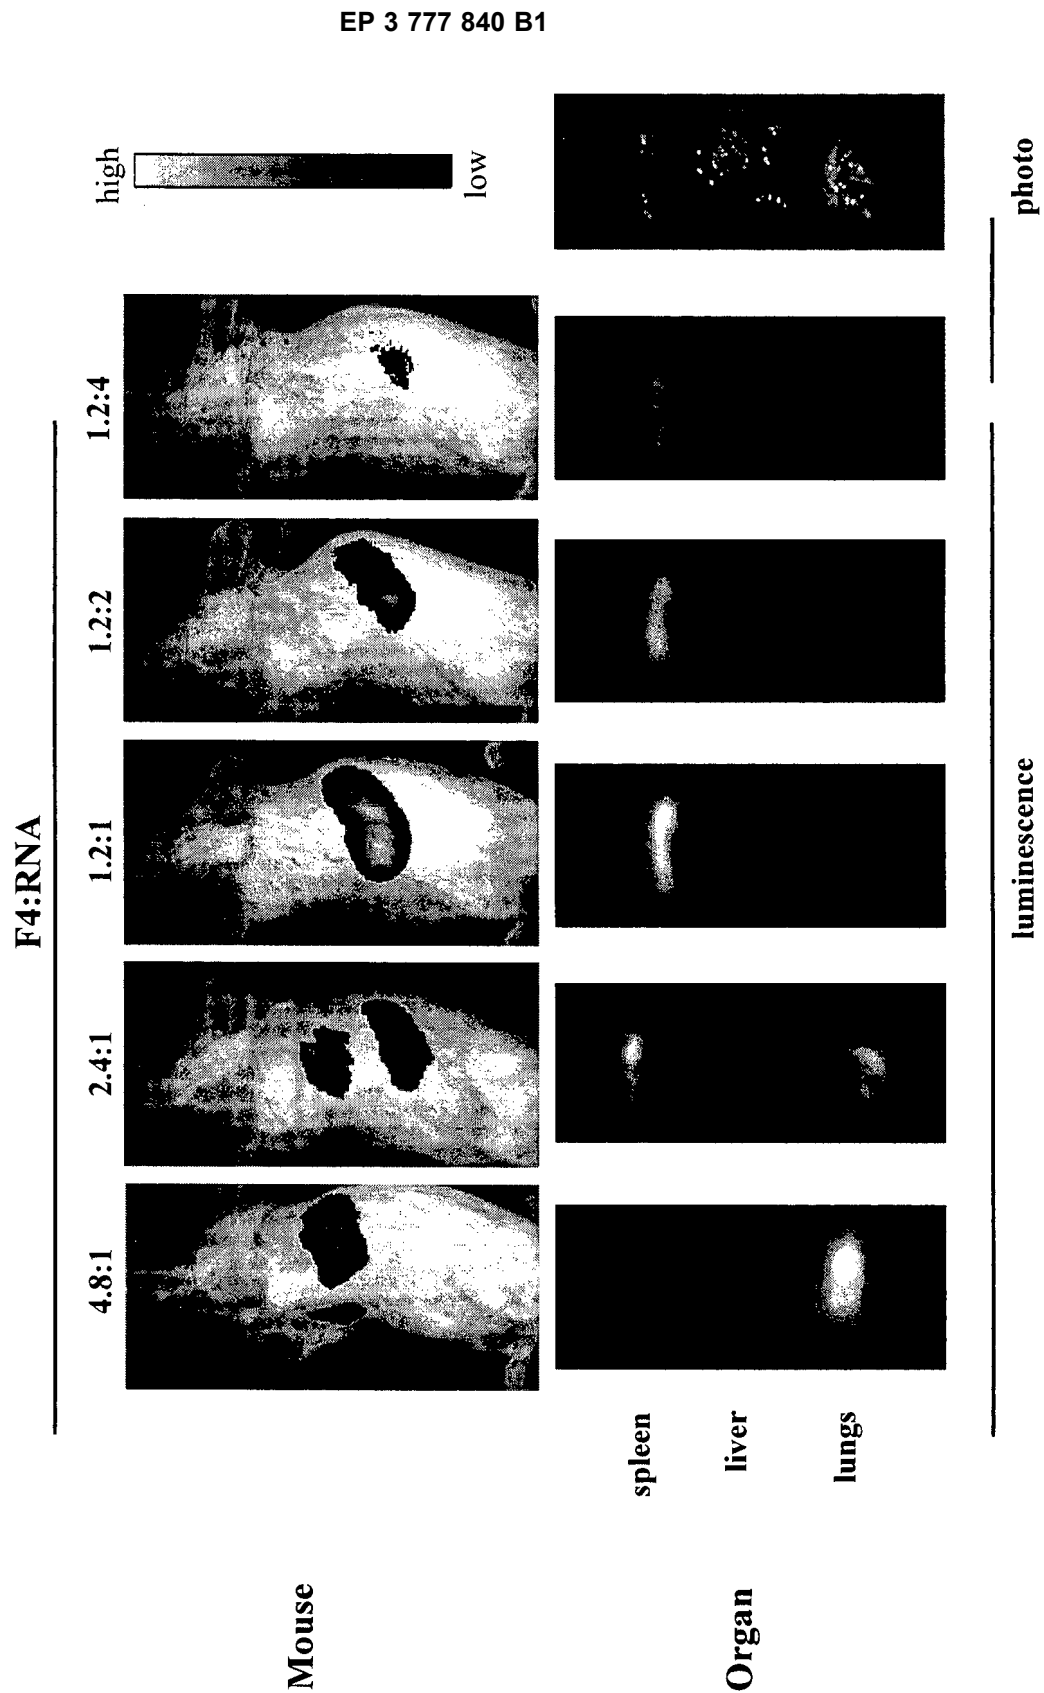 EP 3 777 840 B1
F4:RNA
4.8:1 2.4:1 1.2:1 1.2:2 1.2:4
high
low
Mouse
Organ
spleen
liver
lungs
luminescence
photo